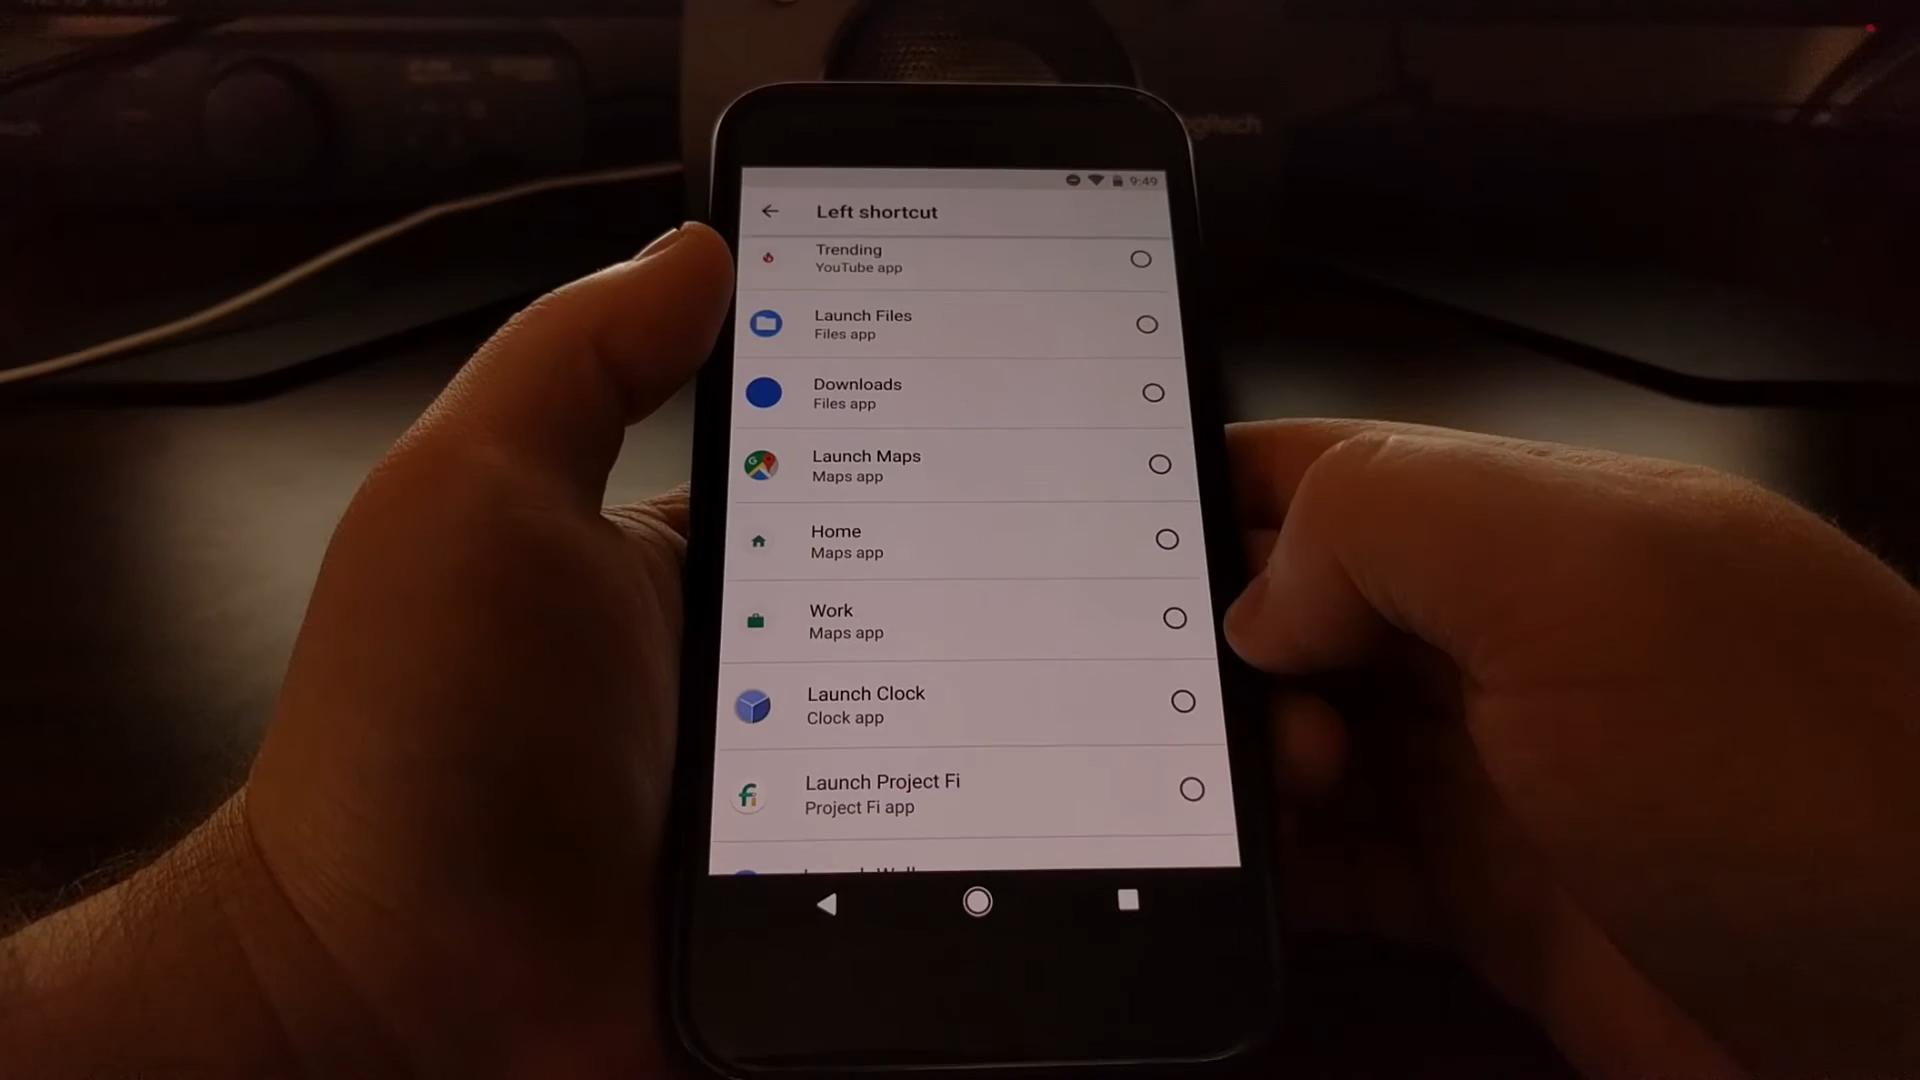 9:49
Left shortcut
Trending
YouTube app
Launch Files
Files app
Downloads
Files app
Launch Maps
Maps app
Home
Maps app
Work
Maps app
Launch Clock
Clock app
fi
Launch Project Fi
Project Fi app